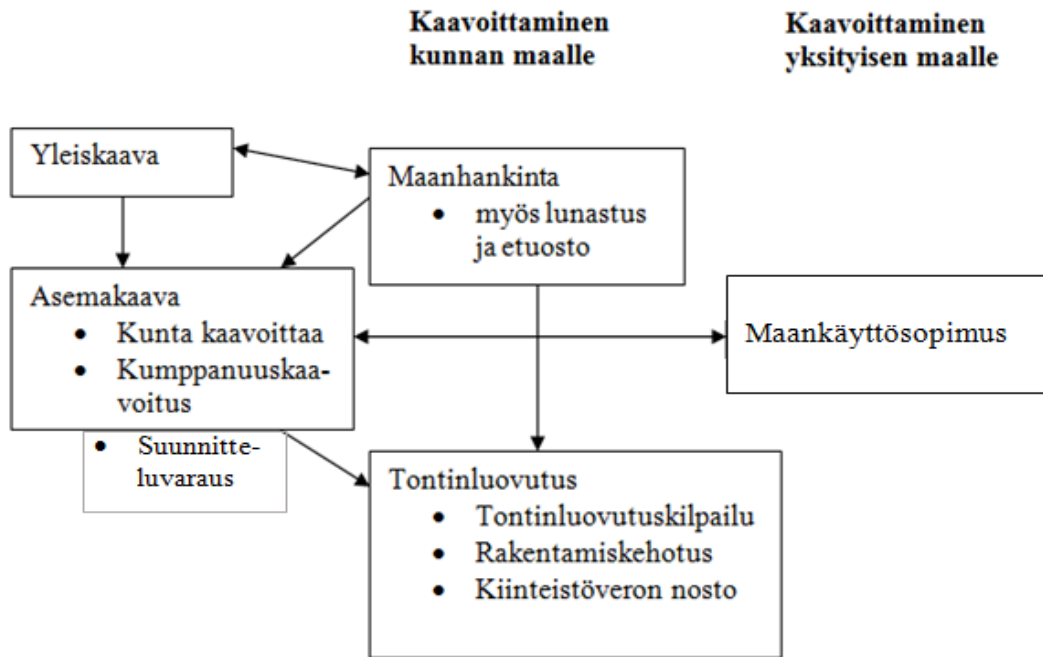 Kaavoittaminen
kunnan maalle
Kaavoittaminen
yksityisen maalle
Yleiskaava
Maanhankinta
• myös lunastus
ja etuosto
Asemakaava
• Kunta kaavoittaa
• Kumppanuuskaa-
avoitus
• Suunnitte-
luvaraus
Maankäyttösopimus
Tontinluovutus
• Tontinluovutuskilpailu
• Rakentamiskehotus
• Kiinteistöveron nosto